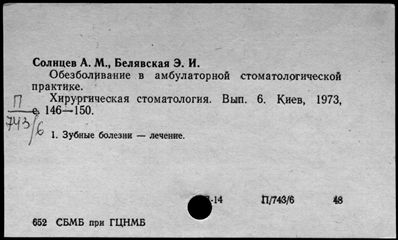 Солнцев А. М., Белявская Э. И.
Обезболивание в амбулаторной стоматологической
практике.
Хирургическая стоматология. Вып. 6. Киев, 1973,
с. 146—150.
П
743/6
1. Зубные болезни — лечение.
-14 П/743/6 48
652 СБМБ при ГЦНМБ